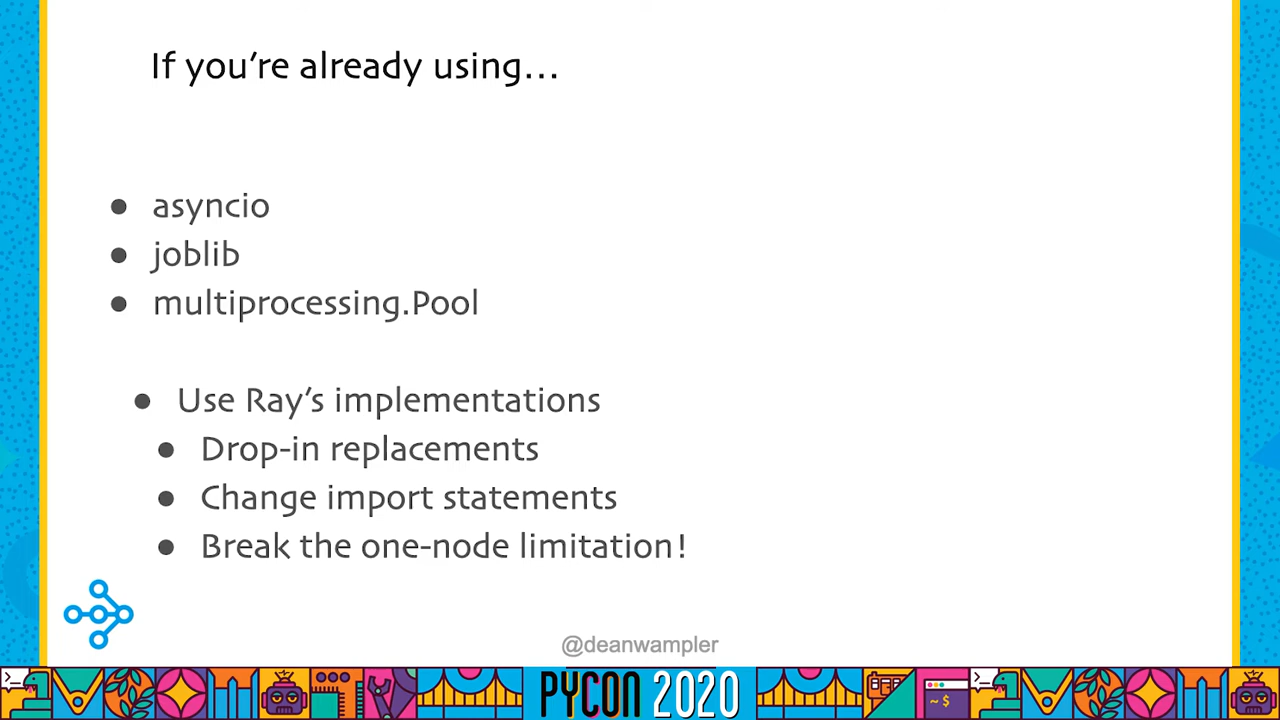 If you’re already using…
● asyncio
● joblib
● multiprocessing.Pool
● Use Ray’s implementations
● Drop-in replacements
● Change import statements
● Break the one-node limitation!
@deanwampler
PYCON 2020
~ $